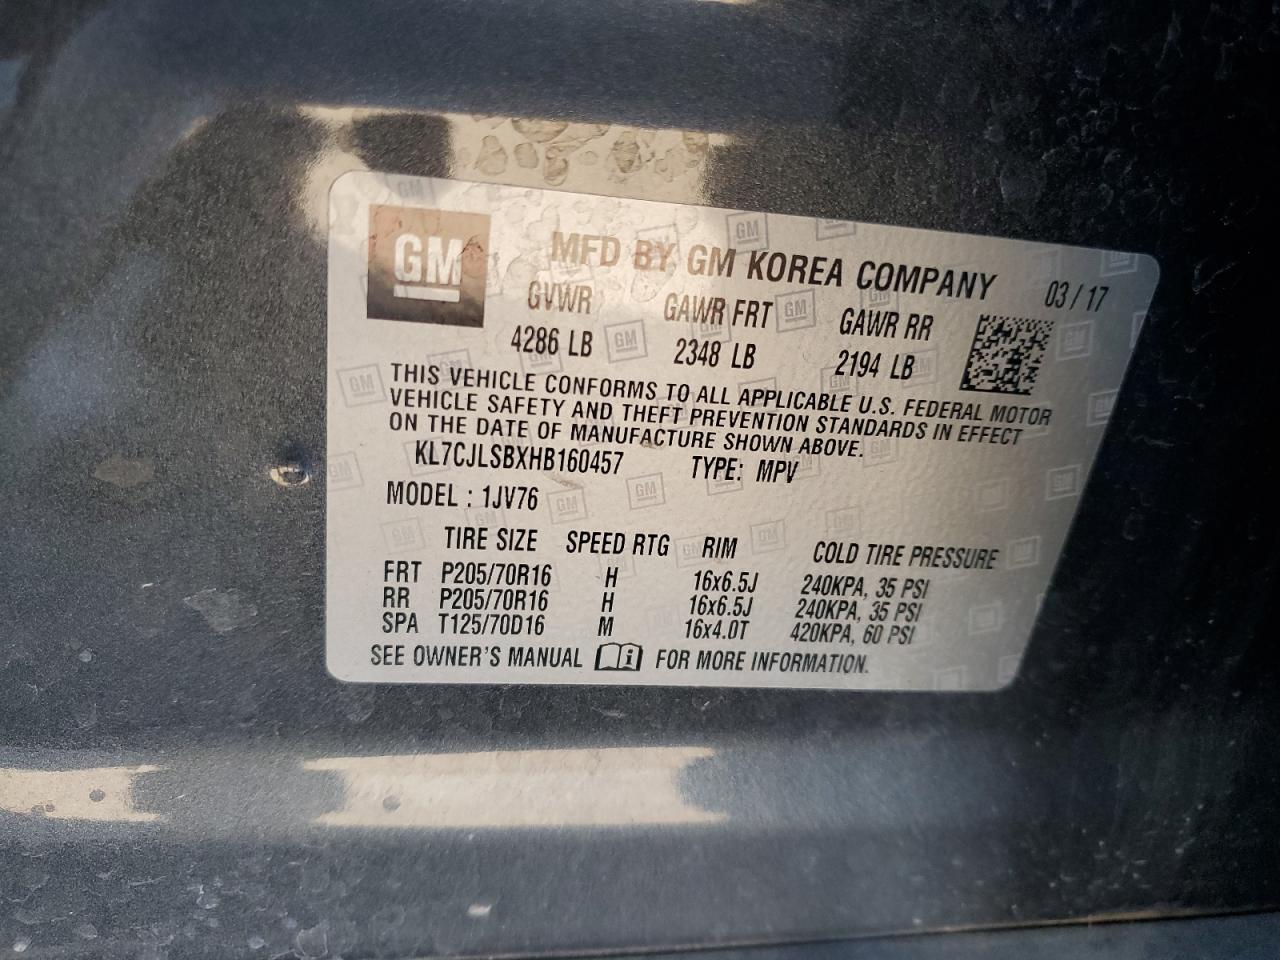 GM
MFD BY GM KOREA COMPANY 03/17
GVWR GAWR FRT GAWR RR
4286 LB 2348 LB 2194 LB
THIS VEHICLE CONFORMS TO ALL APPLICABLE U.S. FEDERAL MOTOR
VEHICLE SAFETY AND THEFT PREVENTION STANDARDS IN EFFECT
ON THE DATE OF MANUFACTURE SHOWN ABOVE.
KL7CJLSBXHB160457 TYPE: MPV
MODEL : 1JV76
TIRE SIZE SPEED RTG RIM COLD TIRE PRESSURE
FRT P205/70R16 H 16x6.5J 240KPA, 35 PSI
RR P205/70R16 H 16x6.5J 240KPA, 35 PSI
SPA T125/70D16 M 16x4.0T 420KPA, 60 PSI
SEE OWNER'S MANUAL i FOR MORE INFORMATION.